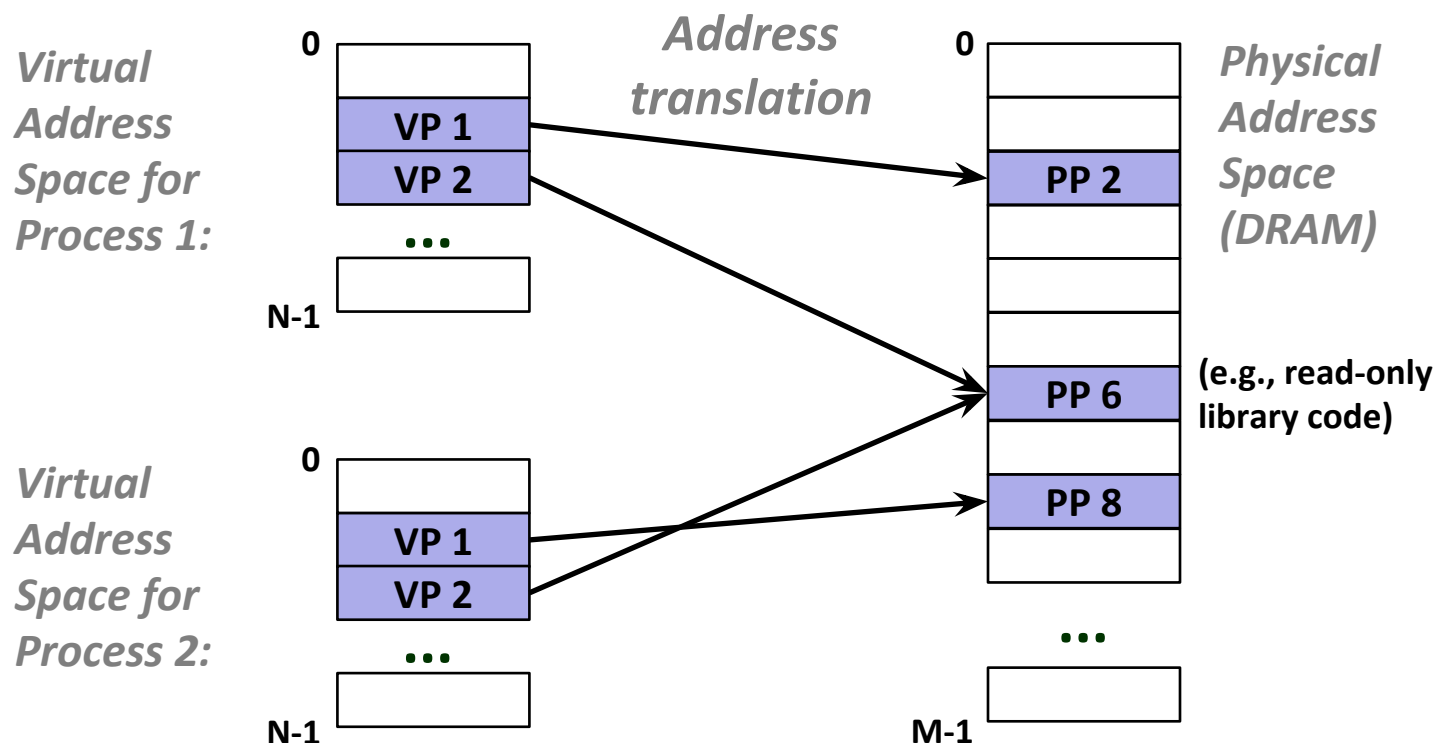 Virtual
Address
Space for
Process 1:
0
VP 1
VP 2
...
N-1
Address
translation
0
PP 2
PP 6
PP 8
...
M-1
Physical
Address
Space
(DRAM)
(e.g., read-only
library code)
Virtual
Address
Space for
Process 2:
0
VP 1
VP 2
...
N-1